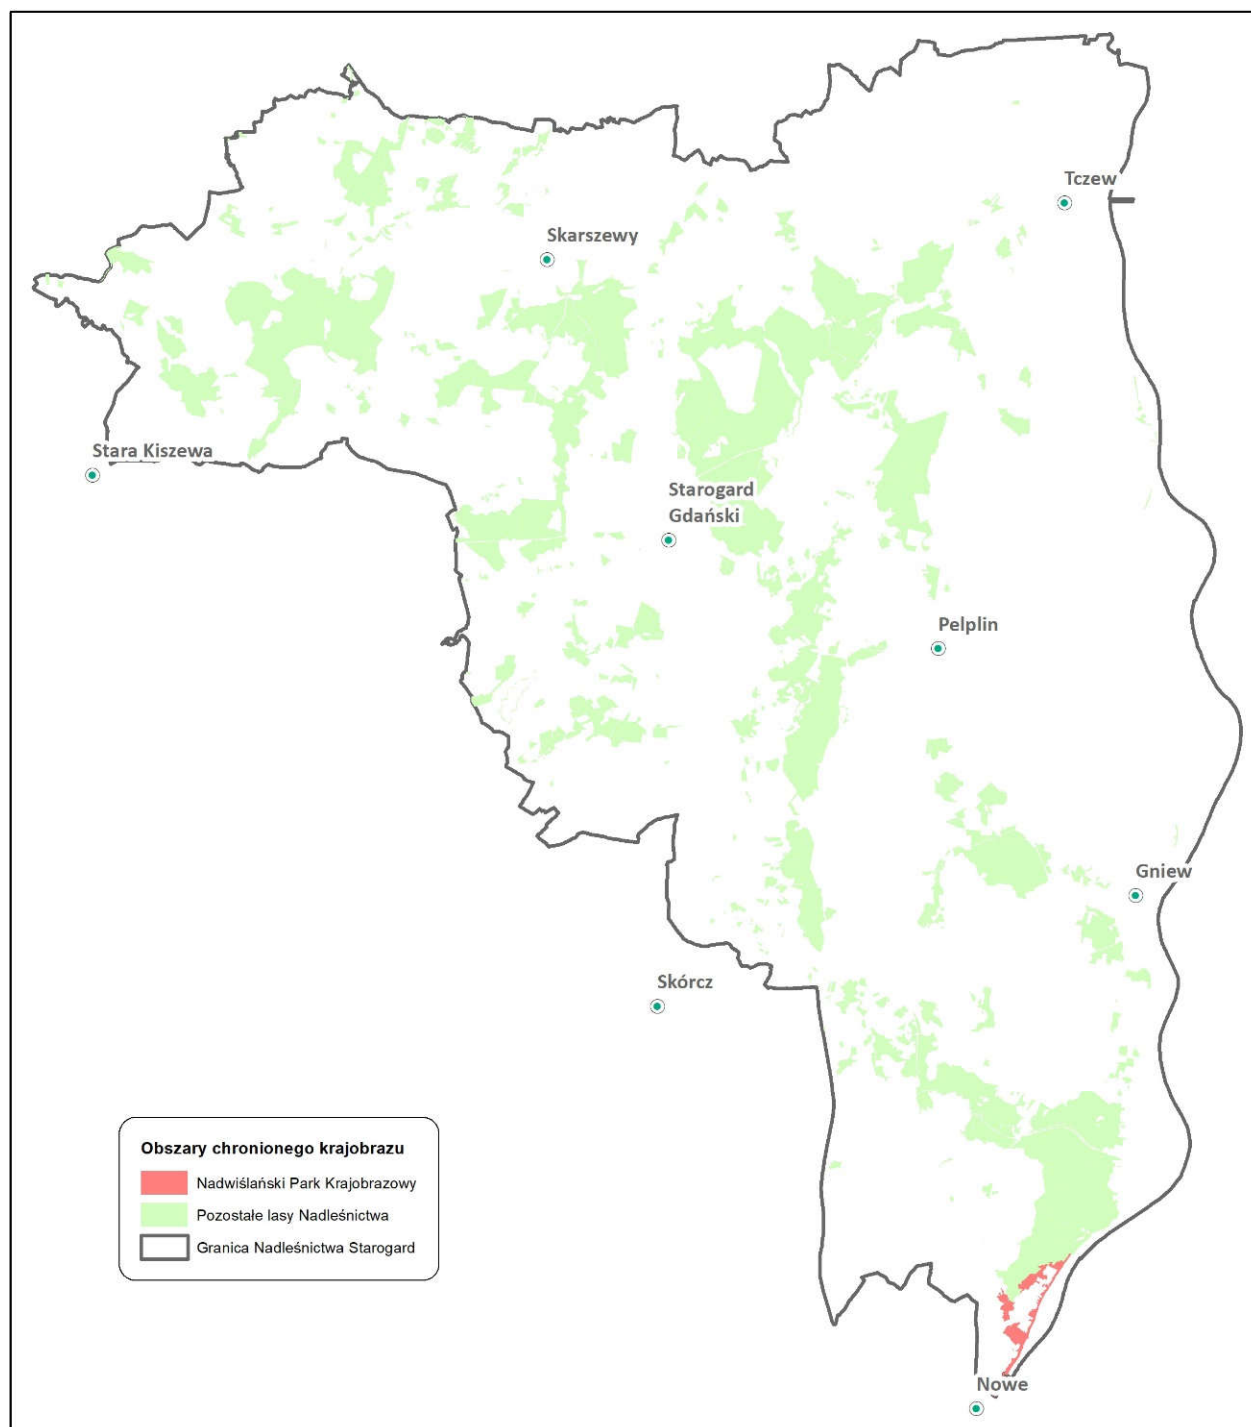 Tczew
Skarszewy
Stara Kiszewa
Starogard
Gdański
Pelplin
Gniew
Skórcz
Obszary chronionego krajobrazu
Nadwiślański Park Krajobrazowy
Pozostałe lasy Nadleśnictwa
Granica Nadleśnictwa Starogard
Nowe